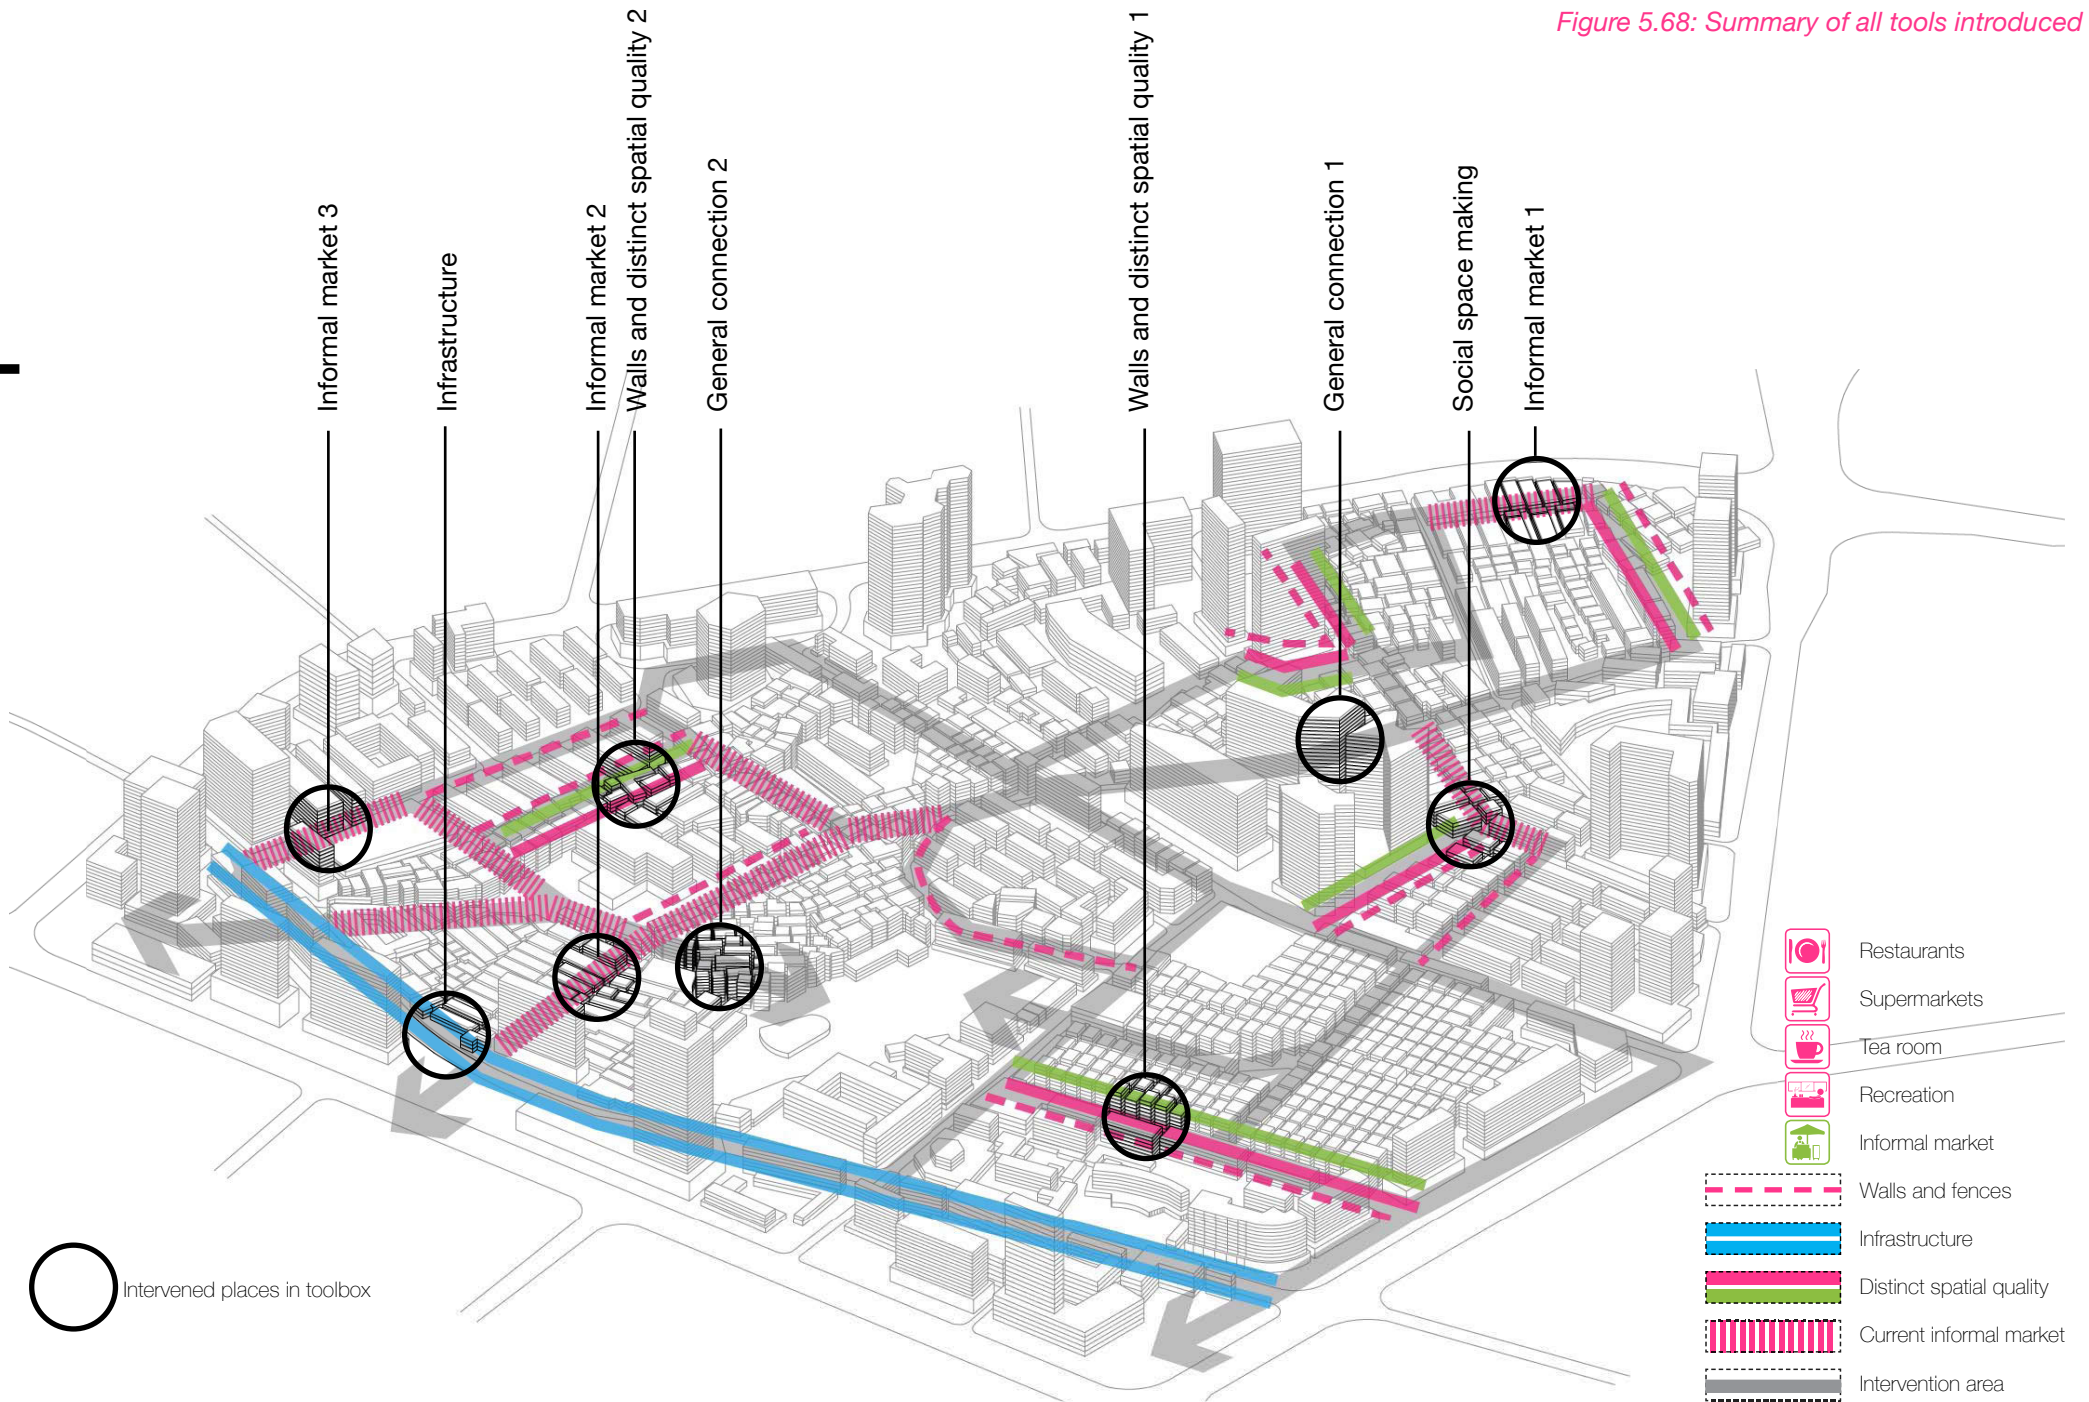 Figure 5.68: Summary of all tools introduced
Informal market 3
Infrastructure
Informal market 2
Walls and distinct spatial quality 2
General connection 2
Walls and distinct spatial quality 1
General connection 1
Social space making
Informal market 1
Restaurants
Supermarkets
Tea room
Recreation
Informal market
Walls and fences
Infrastructure
Distinct spatial quality
Current informal market
Intervention area
Intervened places in toolbox